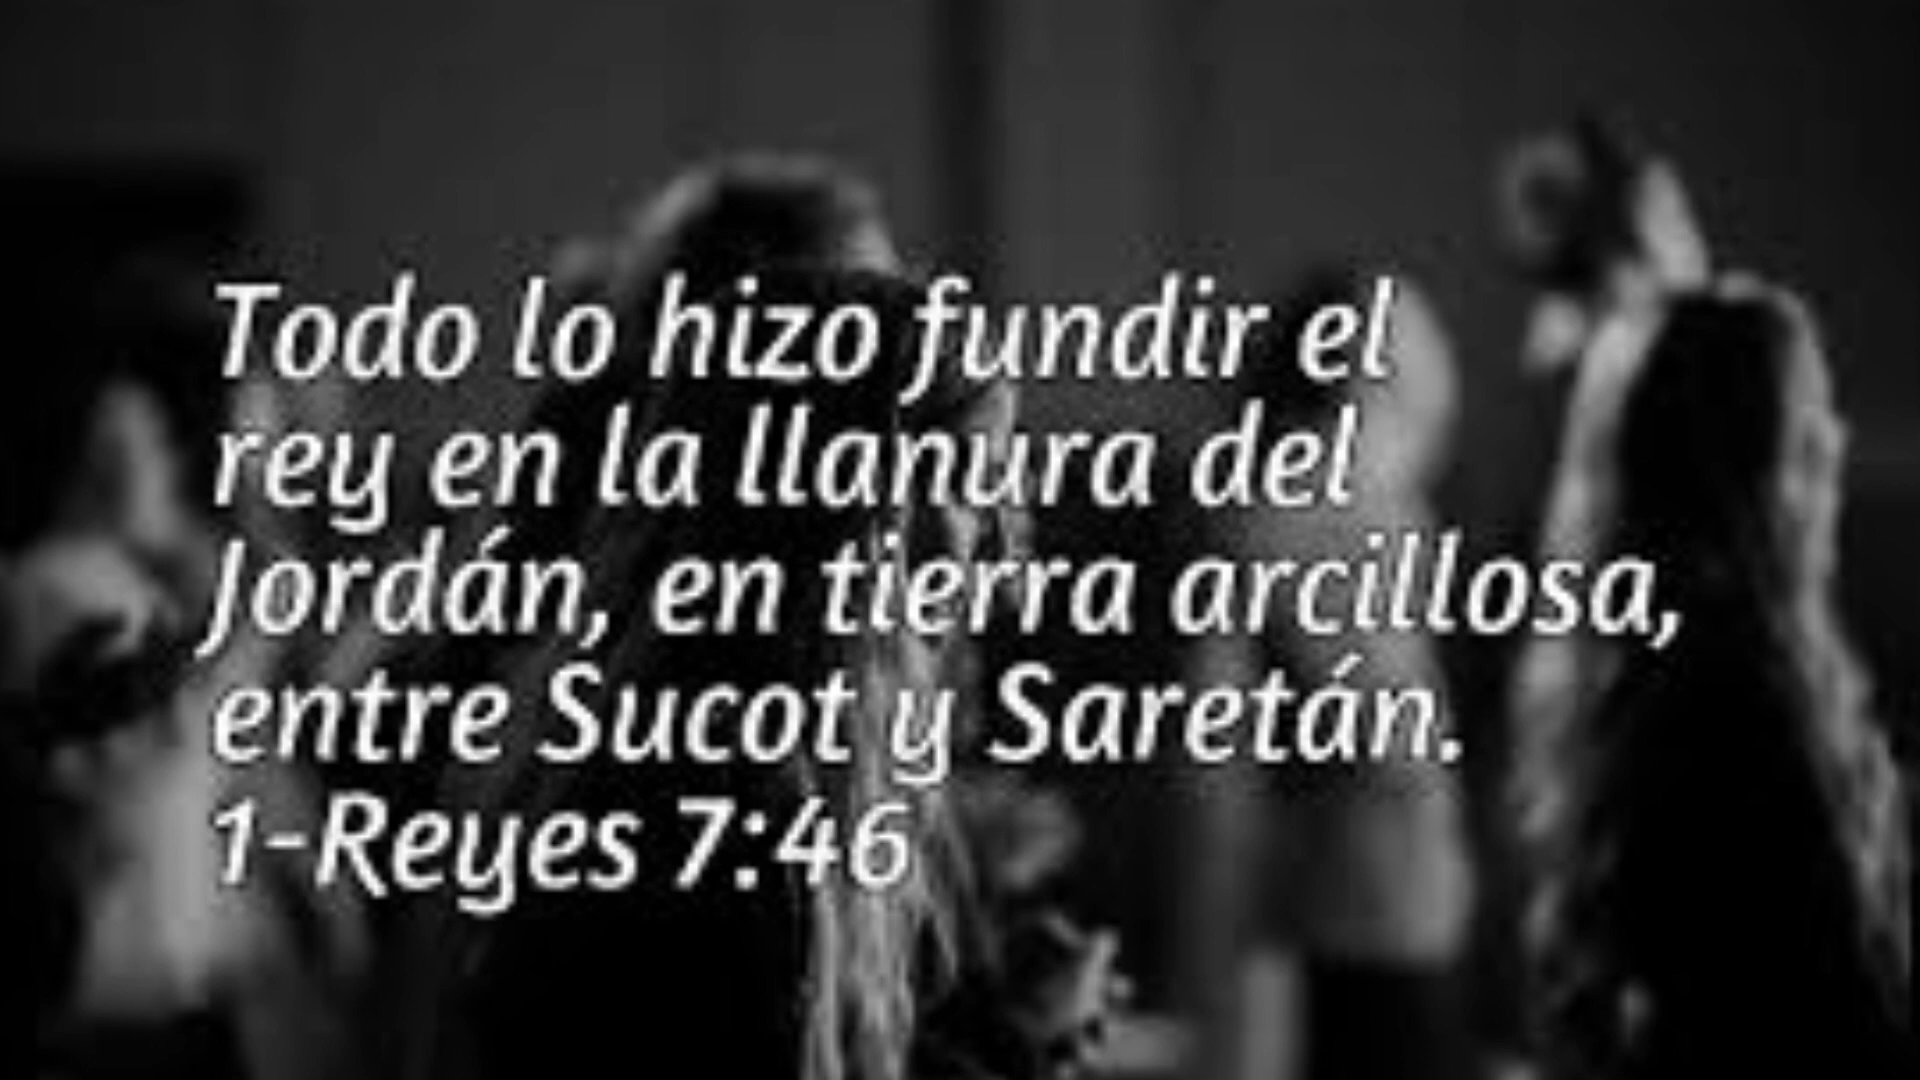 Todo lo hizo fundir el
rey en la llanura del
Jordán, en tierra arcillosa,
entre Sucot y Saretán.
1-Reyes 7:46